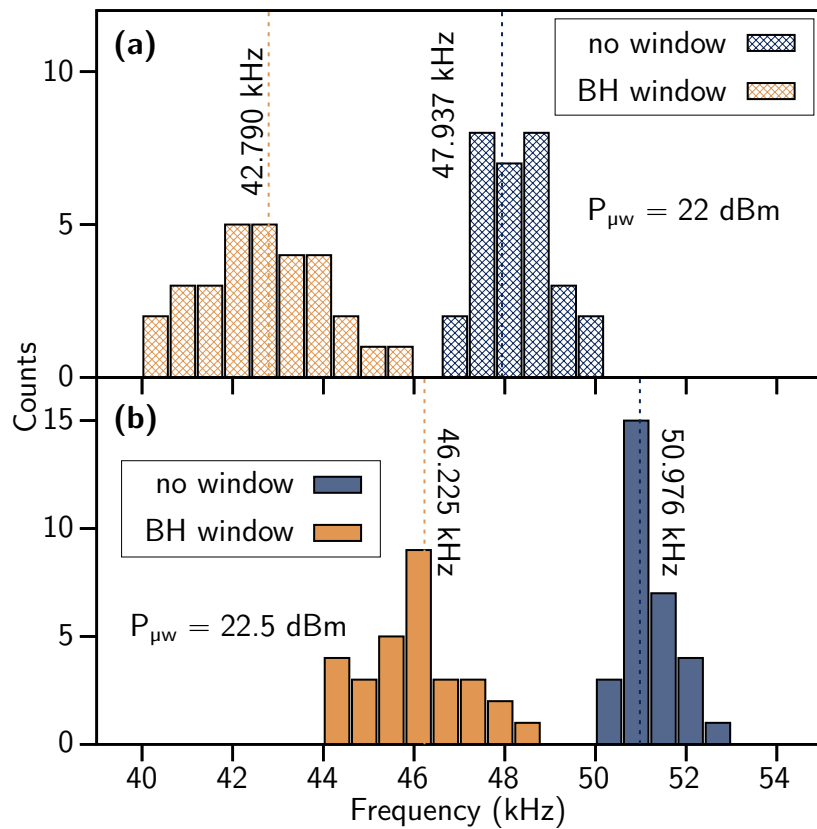 (a)
42.790 kHz
47.937 kHz
no window
BH window
Pμw = 22 dBm
10
5
0
Counts
(b)
46.225 kHz
50.976 kHz
no window
BH window
Pμw = 22.5 dBm
15
10
5
0
40 42 44 46 48 50 52 54
Frequency (kHz)